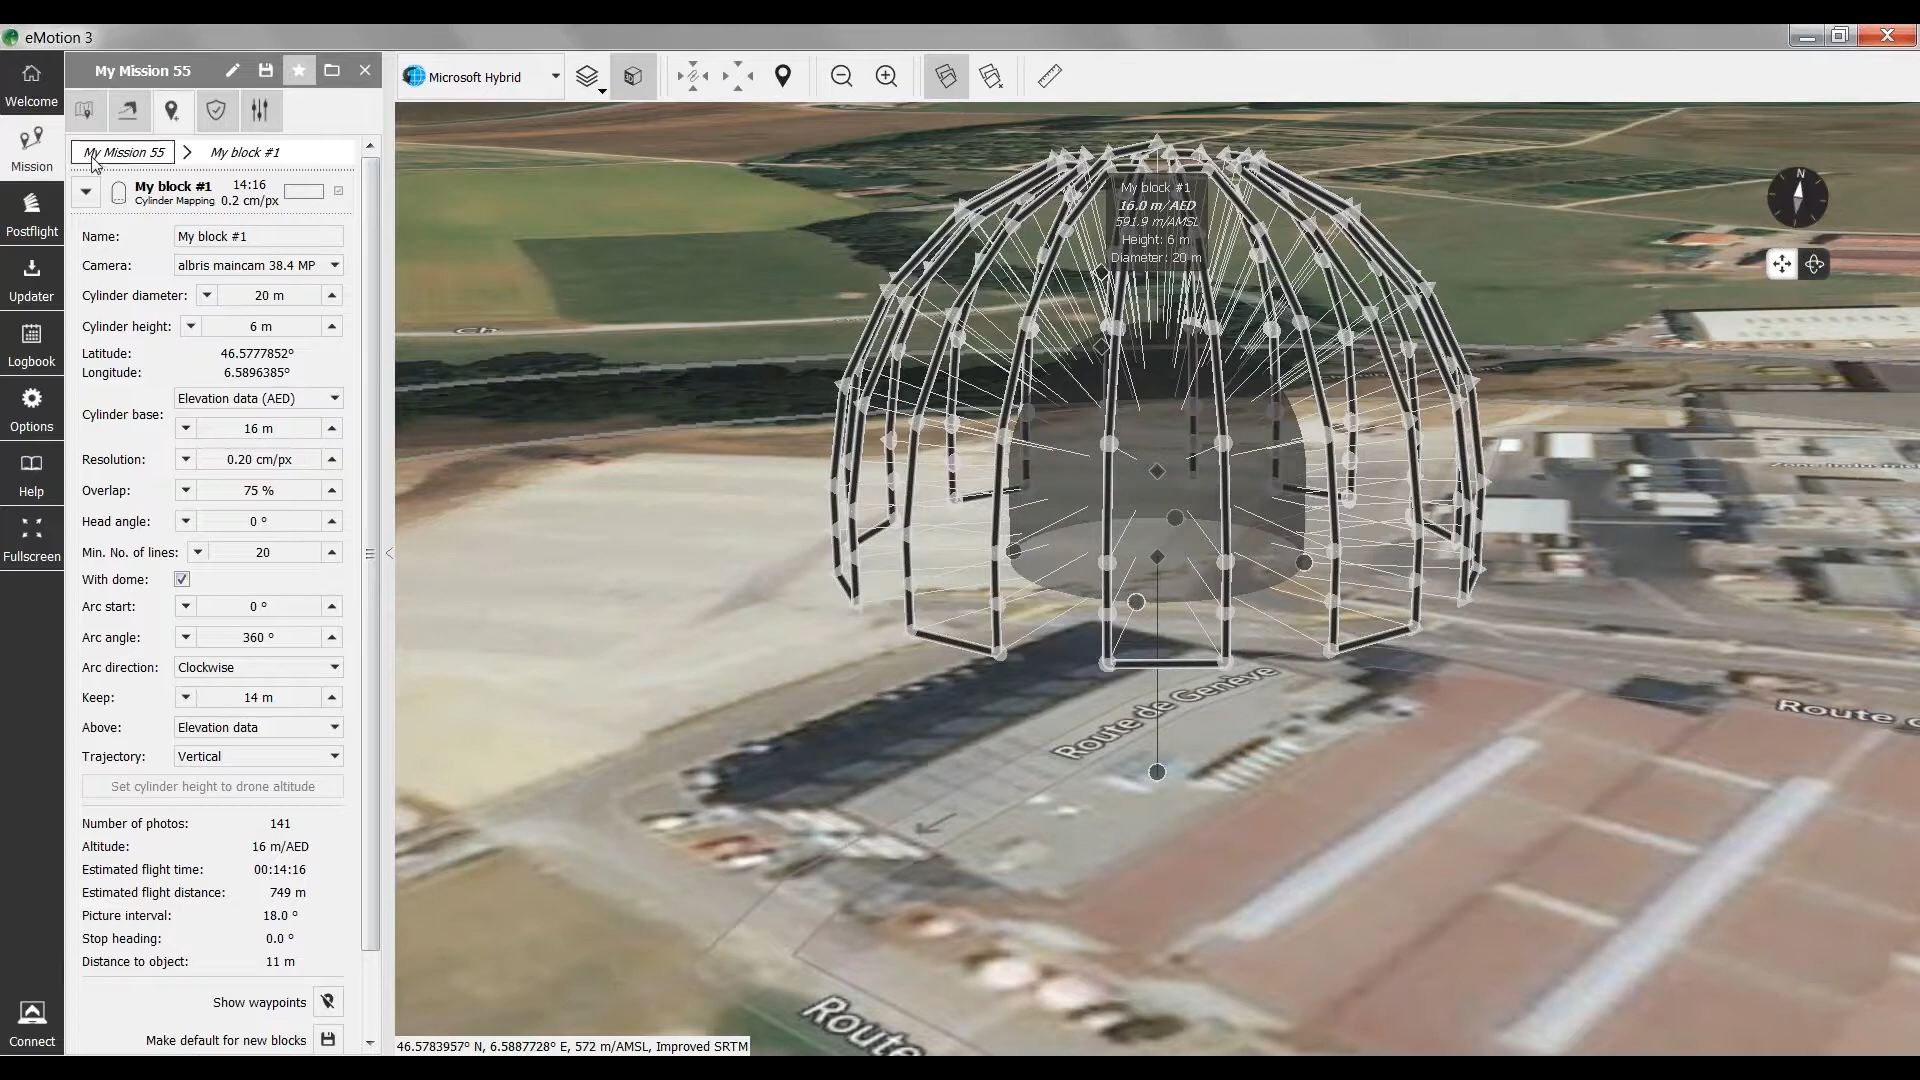 eMotion 3
My Mission 55
Microsoft Hybrid
Welcome
Mission
Postflight
Updater
Logbook
Options
Help
Fullscreen
Connect
My Mission 55
My block #1
My block #1 14:16
Cylinder Mapping 0.2 cm/px
Name: My block #1
Camera: albris maincam 38.4 MP
Cylinder diameter: 20 m
Cylinder height: 6 m
Latitude: 46.5777852°
Longitude: 6.5896385°
Elevation data (AED)
Cylinder base:
16 m
Resolution: 0.20 cm/px
Overlap: 75 %
Head angle: 0 °
Min. No. of lines: 20
With dome:
Arc start: 0 °
Arc angle: 360 °
Arc direction: Clockwise
Keep: 14 m
Above: Elevation data
Trajectory: Vertical
Set cylinder height to drone altitude
Number of photos: 141
Altitude: 16 m/AED
Estimated flight time: 00:14:16
Estimated flight distance: 749 m
Picture interval: 18.0 °
Stop heading: 0.0 °
Distance to object: 11 m
Show waypoints
Make default for new blocks
My block #1
16.0 m/AED
591.9 m/AMSL
Height: 6 m
Diameter: 20 m
N
Ch
Route de Genève
Route
Route
46.5783957° N, 6.5887728° E, 572 m/AMSL, Improved SRTM